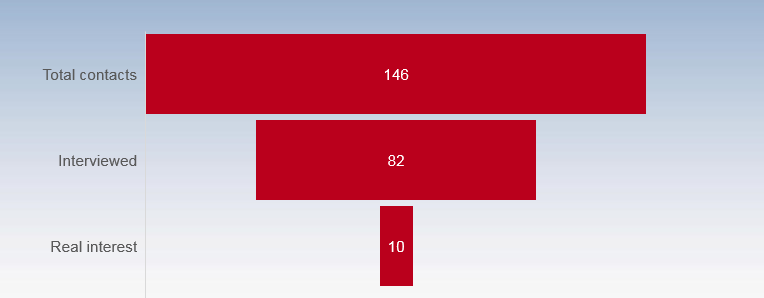 Total contacts 146
Interviewed 82
Real interest 10